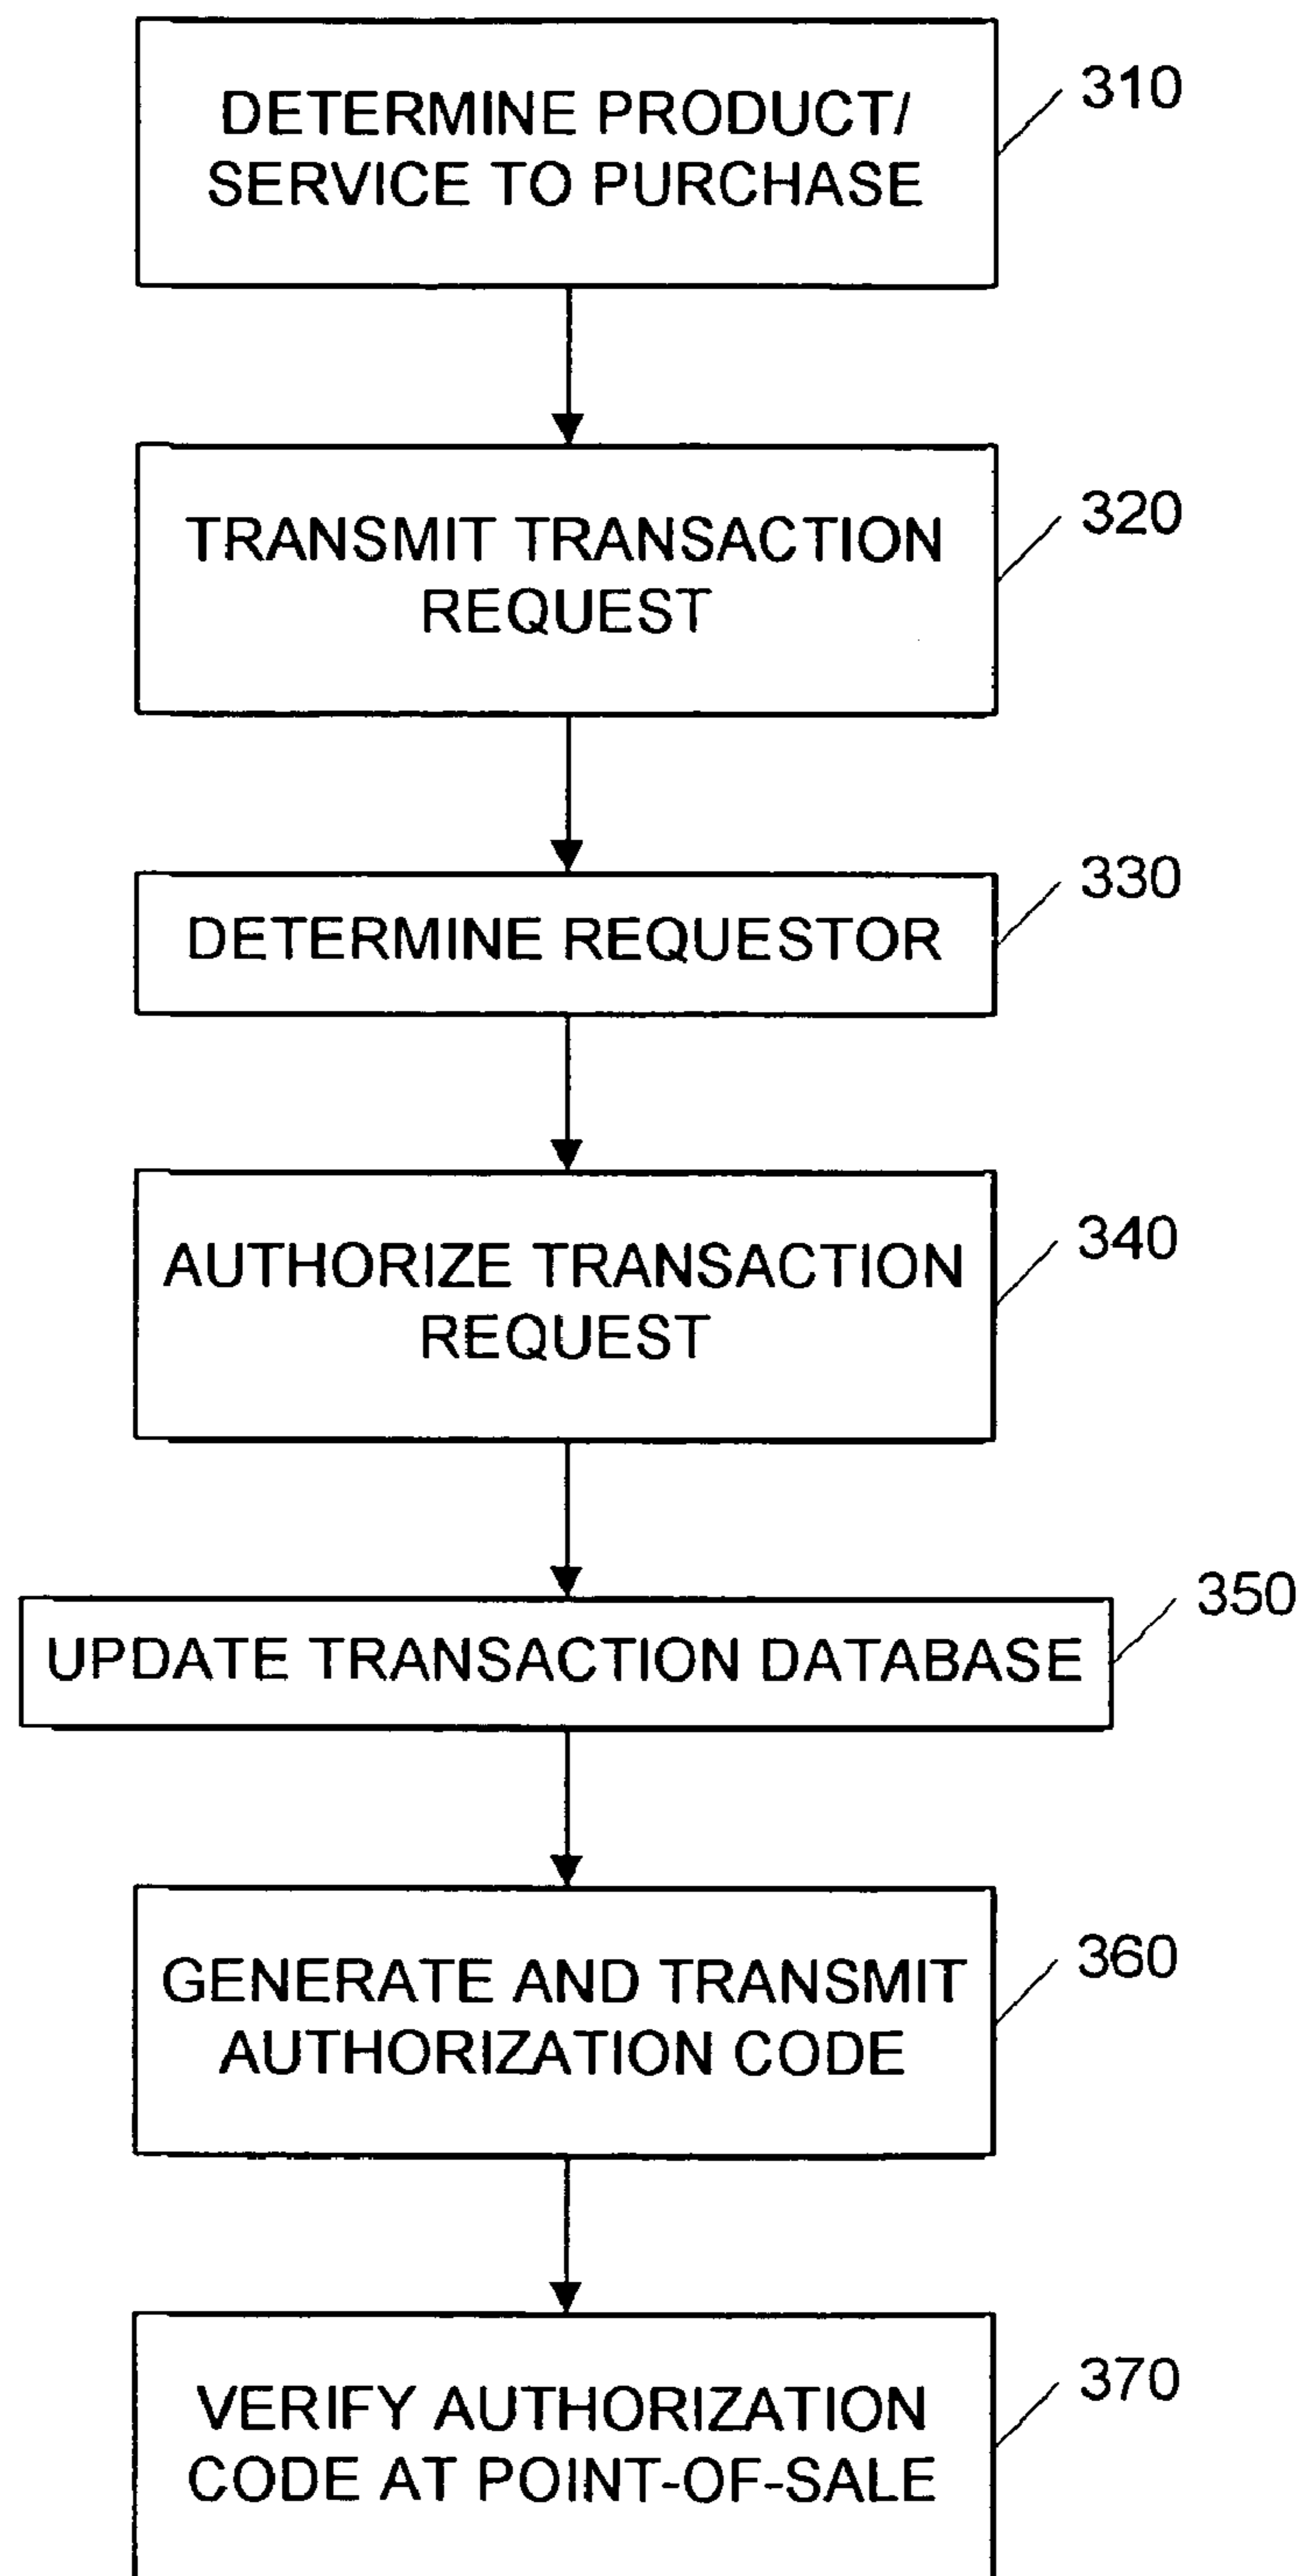 DETERMINE PRODUCT/
SERVICE TO PURCHASE
310
TRANSMIT TRANSACTION
REQUEST
320
DETERMINE REQUESTOR
330
AUTHORIZE TRANSACTION
REQUEST
340
UPDATE TRANSACTION DATABASE
350
GENERATE AND TRANSMIT
AUTHORIZATION CODE
360
VERIFY AUTHORIZATION
CODE AT POINT-OF-SALE
370